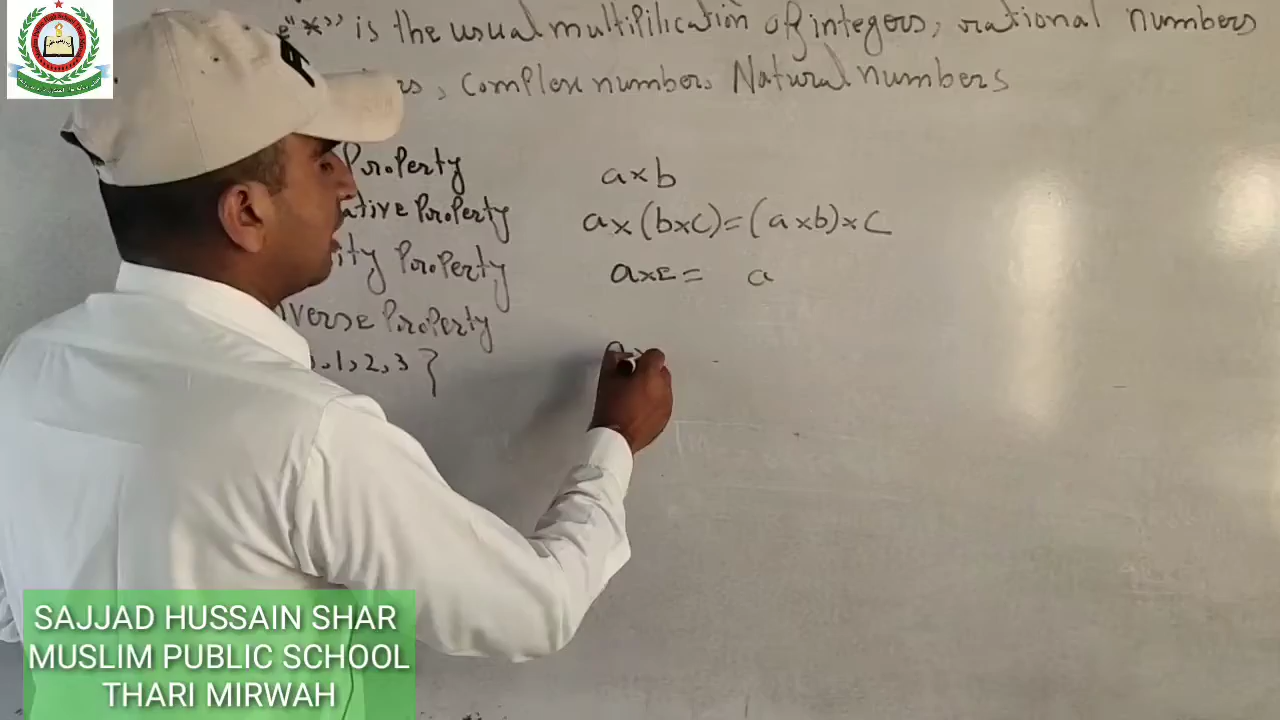 "*" is the usual multiplication of integers, rational numbers
, Complex number, Natural numbers
Property a×b
ative Property a×(b×c)=(a×b)×c
ity Property a×e= a
verse Property
,1,2,3}
SAJJAD HUSSAIN SHAR
MUSLIM PUBLIC SCHOOL
THARI MIRWAH